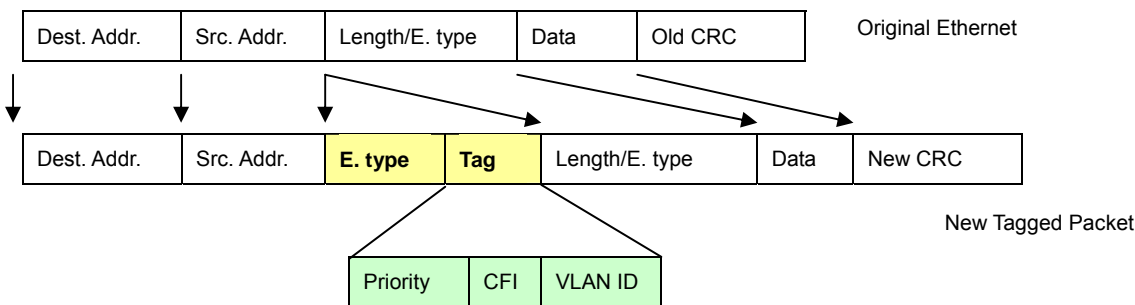 Dest. Addr. Src. Addr. Length/E. type Data Old CRC Original Ethernet
Dest. Addr. Src. Addr. E. type Tag Length/E. type Data New CRC
New Tagged Packet
Priority CFI VLAN ID